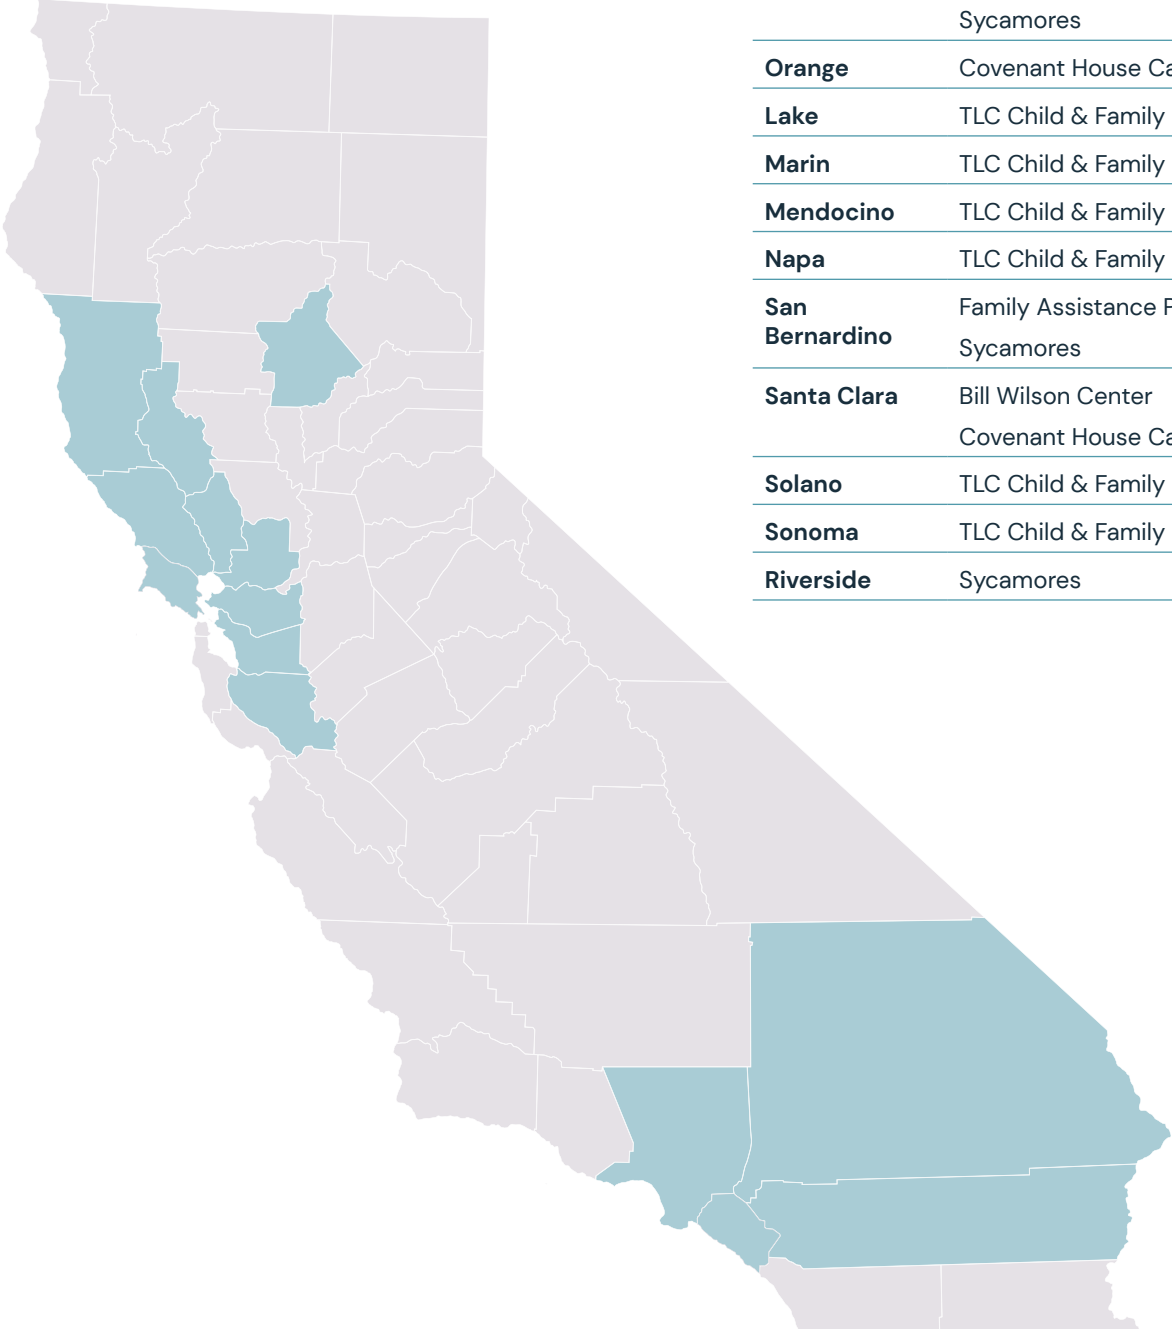 Sycamores
Orange Covenant House Ca
Lake TLC Child & Family
Marin TLC Child & Family
Mendocino TLC Child & Family
Napa TLC Child & Family
San Bernardino Family Assistance
Sycamores
Santa Clara Bill Wilson Center
Covenant House Ca
Solano TLC Child & Family
Sonoma TLC Child & Family
Riverside Sycamores